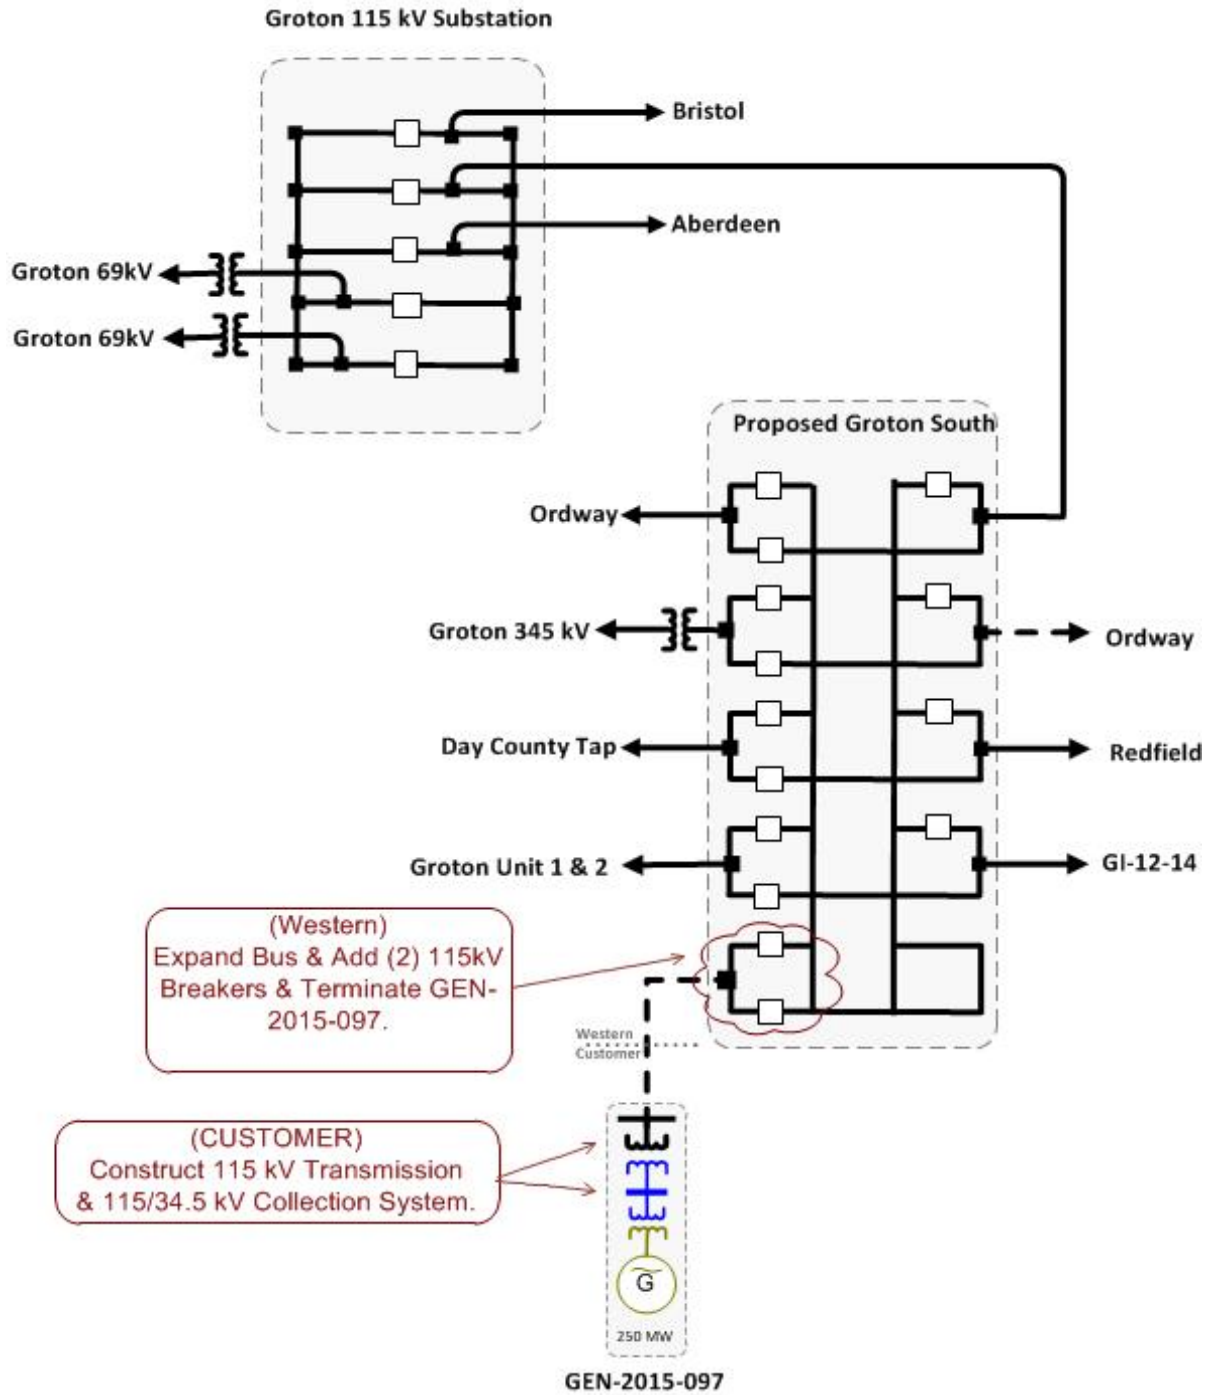 Groton 115 kV Substation
Bristol
Aberdeen
Groton 69kV
Groton 69kV
Proposed Groton South
Ordway
Groton 345 kV
Ordway
Day County Tap
Redfield
Groton Unit 1 & 2
GI-12-14
(Western)
Expand Bus & Add (2) 115kV
Breakers & Terminate GEN-
2015-097.
Western
Customer
(CUSTOMER)
Construct 115 kV Transmission
& 115/34.5 kV Collection System.
G
250 MW
GEN-2015-097